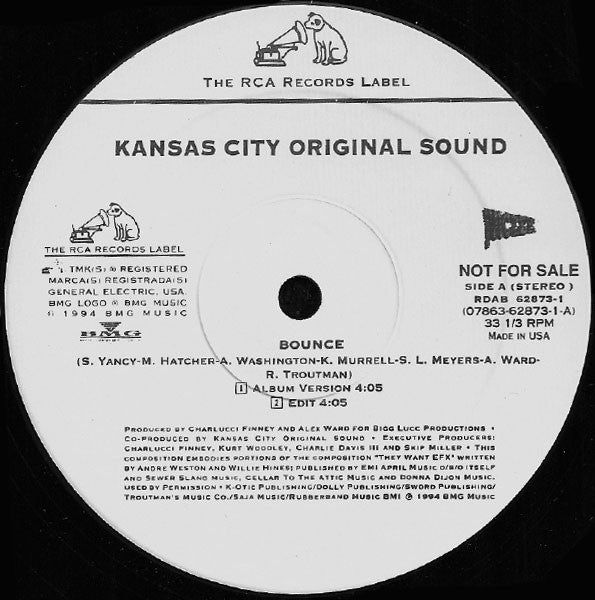 THE RCA RECORDS LABEL
KANSAS CITY ORIGINAL SOUND
THE RCA RECORDS LABEL
TMK(S) ® REGISTERED
MARCA(S) REGISTRADA(S)
GENERAL ELECTRIC, USA.
BMG LOGO ® BMG MUSIC
© 1994 BMG MUSIC
BMG
NOT FOR SALE
SIDE A (STEREO)
RDAB 62873-1
(07863-62873-1-A)
33 1/3 RPM
MADE IN USA
BOUNCE
(S. YANCY-M. HATCHER-A. WASHINGTON-K. MURRELL-S. L. MEYERS-A. WARD-
R. TROUTMAN)
1 ALBUM VERSION 4:05
2 EDIT 4:05
PRODUCED BY CHARLUCCI FINNEY AND ALEX WARD FOR BIGG LUCC PRODUCTIONS •
CO-PRODUCED BY KANSAS CITY ORIGINAL SOUND • EXECUTIVE PRODUCERS:
CHARLUCCI FINNEY, KURT WOODLEY, CHARLIE DAVIS III AND SKIP MILLER • THIS
COMPOSITION EMBODIES PORTIONS OF THE COMPOSITION "THEY WANT EFX" WRITTEN
BY ANDRE WESTON AND WILLIE HINES; PUBLISHED BY EMI APRIL MUSIC O/B/O ITSELF
AND SEWER SLANG MUSIC, CELLAR TO THE ATTIC MUSIC AND DONNA DIJON MUSIC.
USED BY PERMISSION • K-OTIC PUBLISHING/DOLLY PUBLISHING/SWORD PUBLISHING/
TROUTMAN'S MUSIC CO./SAJA MUSIC/RUBBERBAND MUSIC BMI ℗ 1994 BMG MUSIC